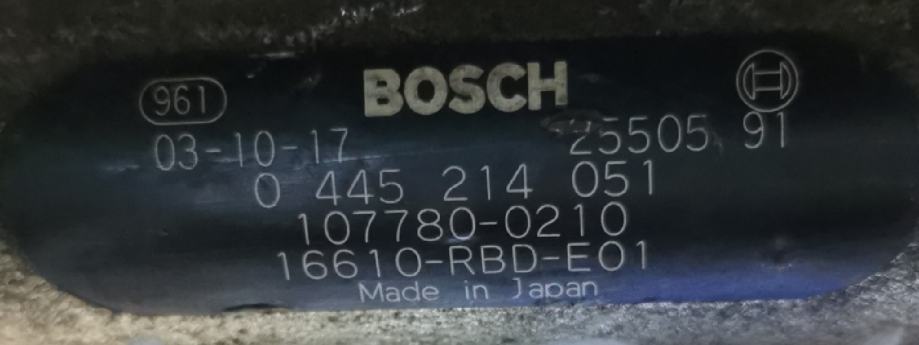 961 BOSCH
03-10-17 25505 91
0 445 214 051
107780-0210
16610-RBD-E01
Made in Japan